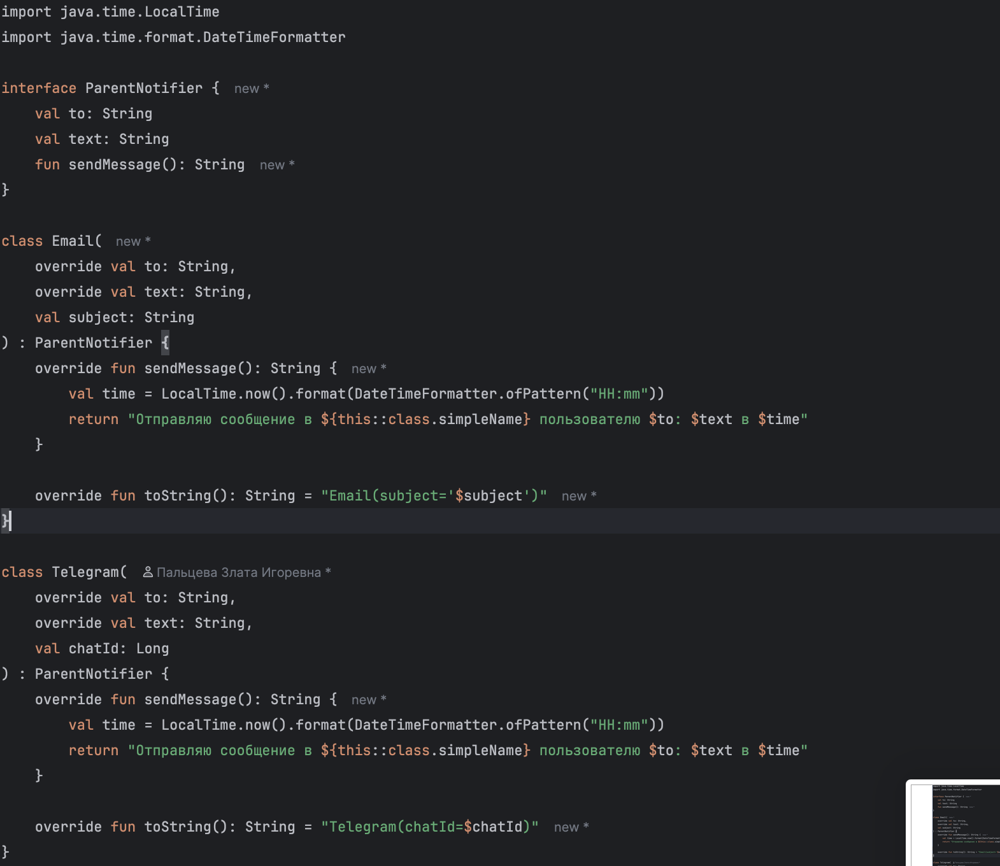 import java.time.LocalTime
import java.time.format.DateTimeFormatter
interface ParentNotifier { new *
val to: String
val text: String
fun sendMessage(): String new *
}
class Email( new *
override val to: String,
override val text: String,
val subject: String
) : ParentNotifier {
override fun sendMessage(): String { new *
val time = LocalTime.now().format(DateTimeFormatter.ofPattern("HH:mm"))
return "Отправляю сообщение в ${this::class.simpleName} пользователю $to: $text в $time"
}
override fun toString(): String = "Email(subject='$subject')" new *
}
class Telegram( Пальцева Злата Игоревна *
override val to: String,
override val text: String,
val chatId: Long
) : ParentNotifier {
override fun sendMessage(): String { new *
val time = LocalTime.now().format(DateTimeFormatter.ofPattern("HH:mm"))
return "Отправляю сообщение в ${this::class.simpleName} пользователю $to: $text в $time"
}
override fun toString(): String = "Telegram(chatId=$chatId)" new *
}